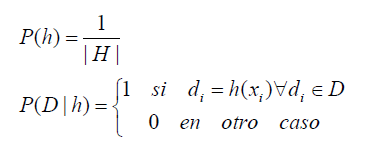 P(h) = 1 / | H |
P(D | h) = { 1 si d_i = h(x_i) ∀ d_i ∈ D
0 en otro caso